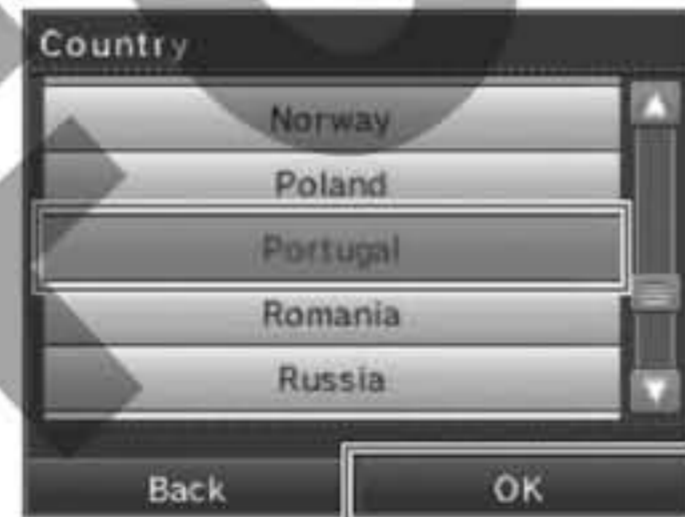 Country
Norway
Poland
Portugal
Romania
Russia
Back
OK